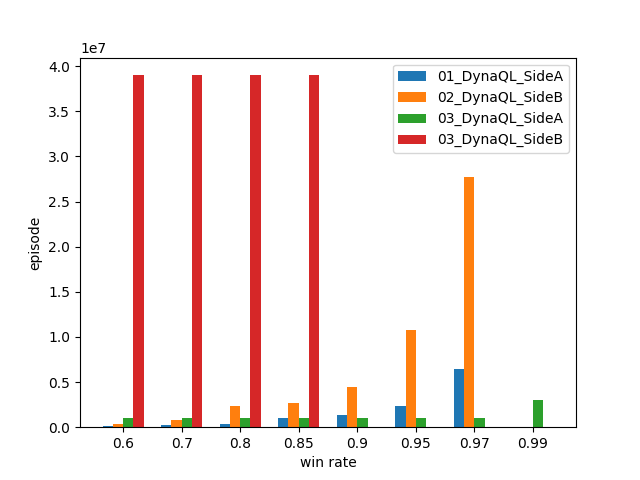 1e7
4.0
3.5
3.0
2.5
2.0
1.5
1.0
0.5
0.0
episode
0.6 0.7 0.8 0.85 0.9 0.95 0.97 0.99
win rate
01_DynaQL_SideA
02_DynaQL_SideB
03_DynaQL_SideA
03_DynaQL_SideB